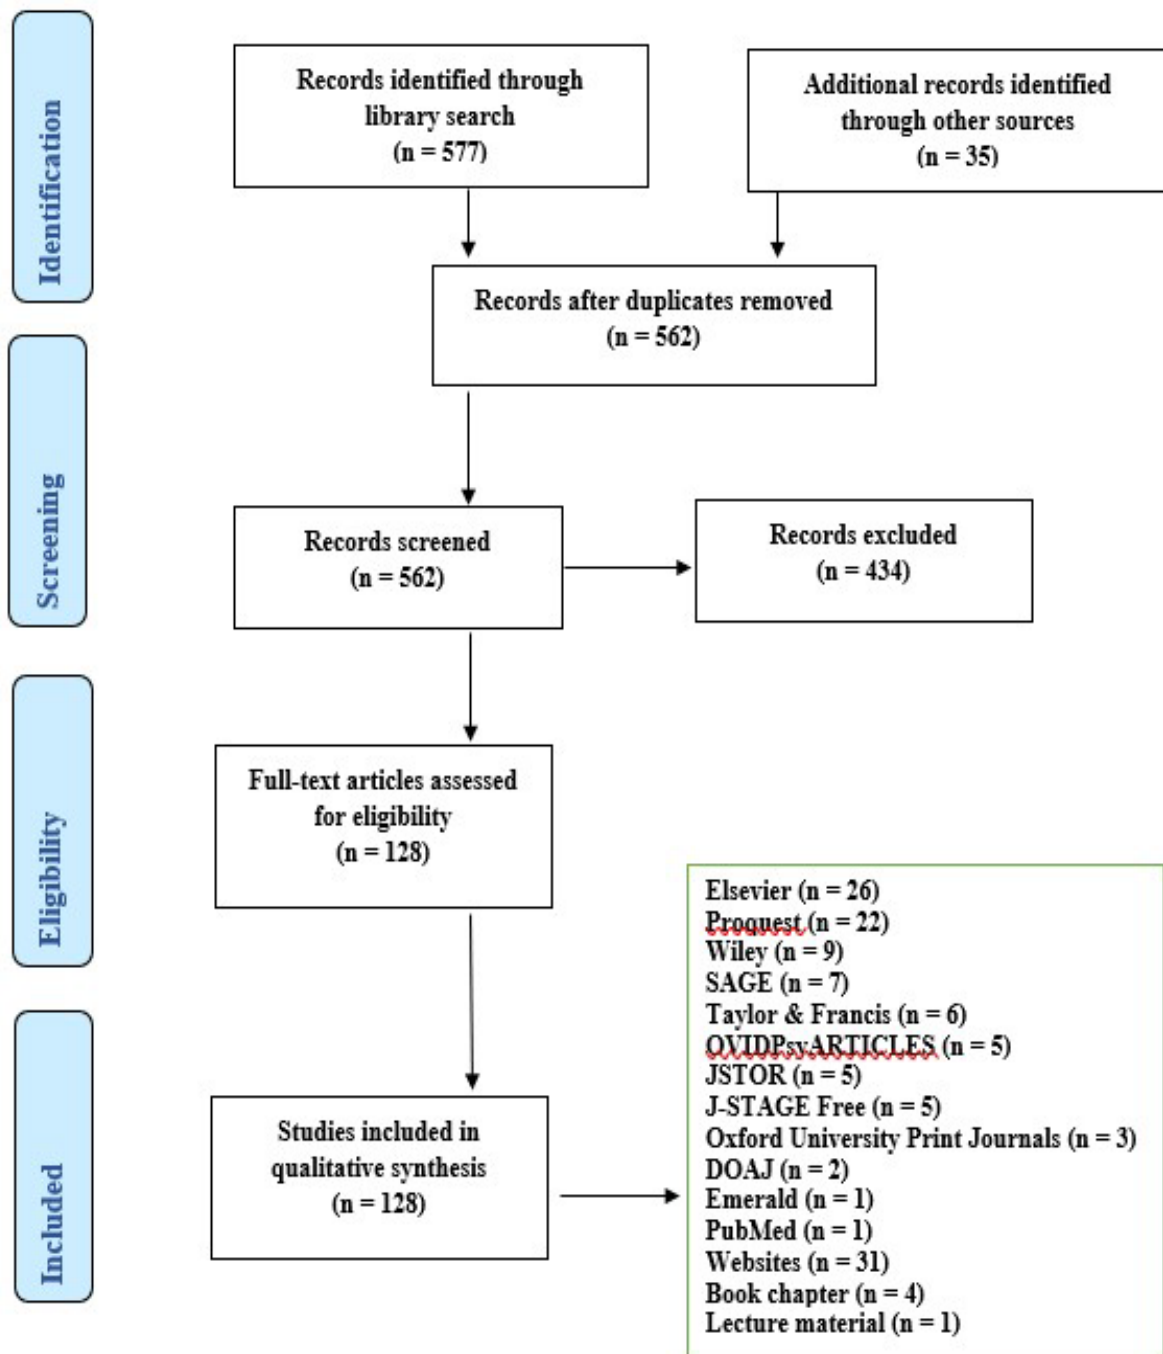 Identification
Records identified through
library search
(n = 577)
Additional records identified
through other sources
(n = 35)
Records after duplicates removed
(n = 562)
Screening
Records screened
(n = 562)
Records excluded
(n = 434)
Eligibility
Full-text articles assessed
for eligibility
(n = 128)
Included
Studies included in
qualitative synthesis
(n = 128)
Elsevier (n = 26)
Proquest (n = 22)
Wiley (n = 9)
SAGE (n = 7)
Taylor & Francis (n = 6)
OVIDPsyARTICLES (n = 5)
JSTOR (n = 5)
J-STAGE Free (n = 5)
Oxford University Print Journals (n = 3)
DOAJ (n = 2)
Emerald (n = 1)
PubMed (n = 1)
Websites (n = 31)
Book chapter (n = 4)
Lecture material (n = 1)